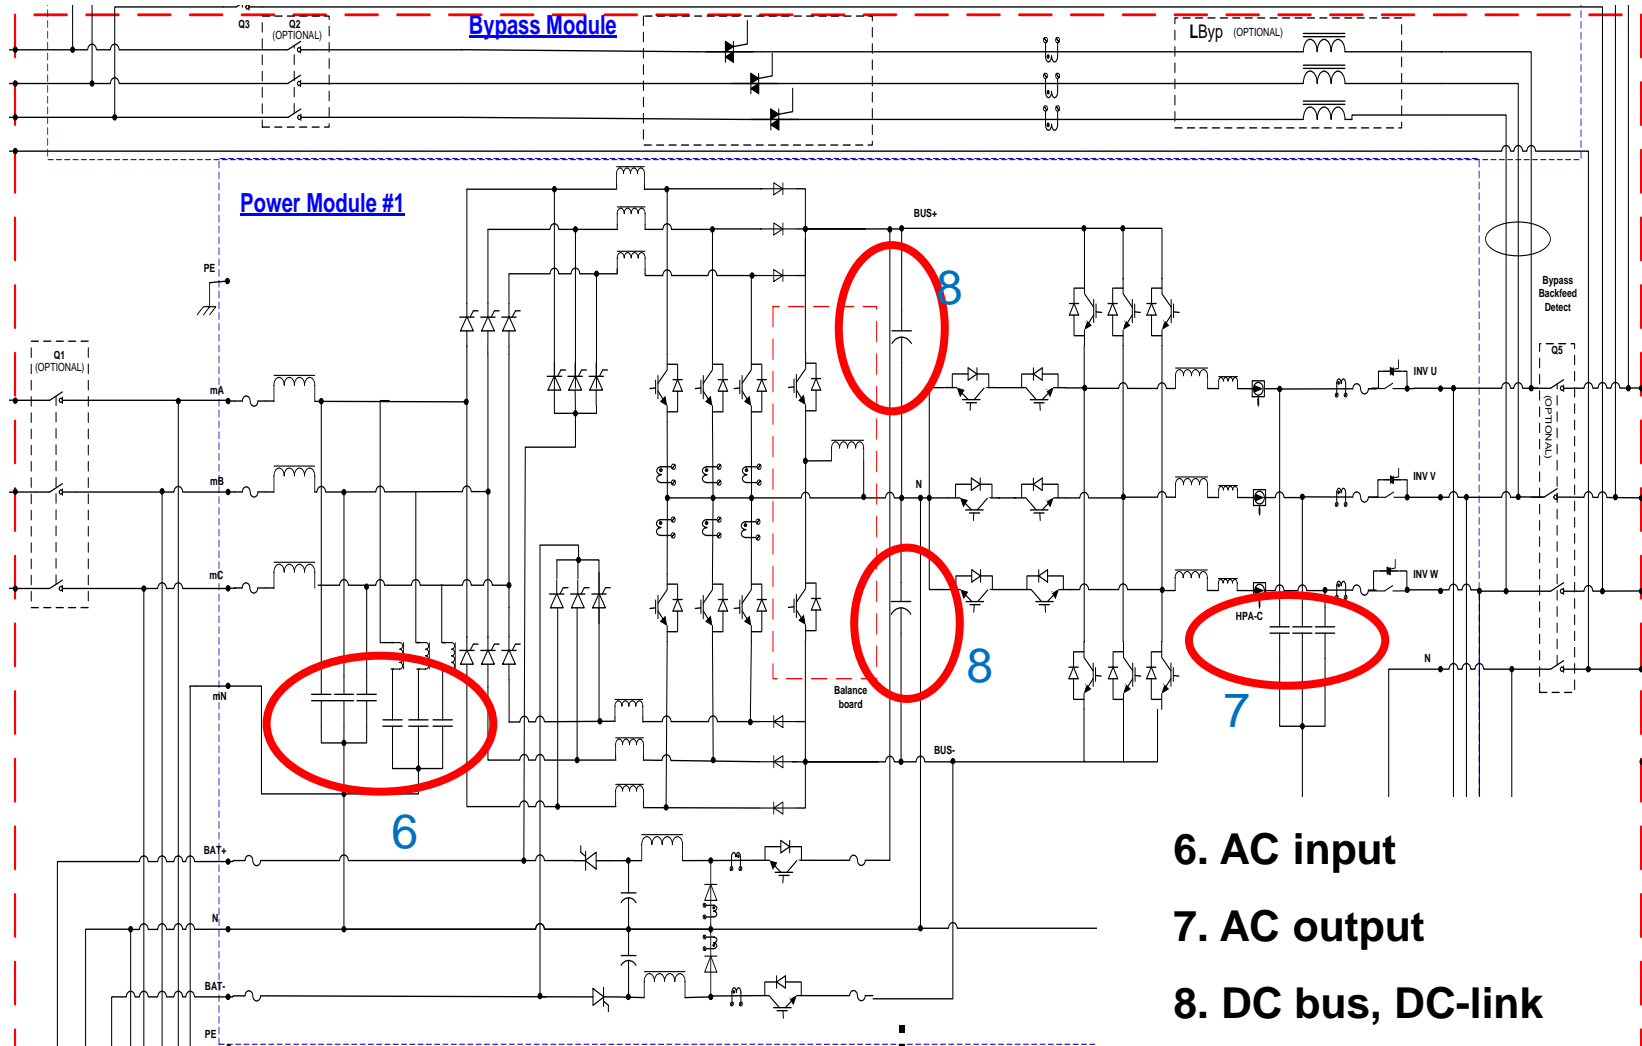 Q3
Q2
(OPTIONAL)
Bypass Module
LByp (OPTIONAL)
Power Module #1
BUS+
PE
8
Bypass
Backfeed
Detect
Q1
(OPTIONAL)
Q5
(OPTIONAL)
mA
INV U
mB
N
INV V
mC
INV W
HPA-C
8
N
mN
Balance
board
7
BUS-
6
BAT+
6. AC input
N
7. AC output
BAT-
8. DC bus, DC-link
PE